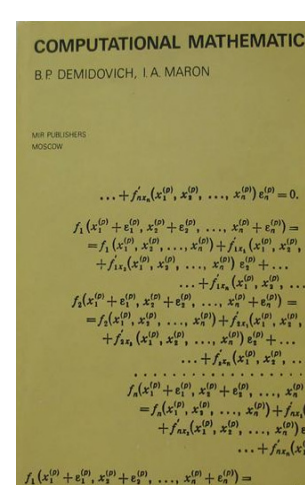 COMPUTATIONAL MATHEMATIC
B.P. DEMIDOVICH, I.A. MARON
MIR PUBLISHERS
MOSCOW
... + f'ₙₓₙ(x₁⁽ᵖ⁾, x₂⁽ᵖ⁾, ..., xₙ⁽ᵖ⁾) εₙ⁽ᵖ⁾ = 0.
f₁(x₁⁽ᵖ⁾ + ε₁⁽ᵖ⁾, x₂⁽ᵖ⁾ + ε₂⁽ᵖ⁾, ..., xₙ⁽ᵖ⁾ + εₙ⁽ᵖ⁾) =
= f₁(x₁⁽ᵖ⁾, x₂⁽ᵖ⁾, ..., xₙ⁽ᵖ⁾) + f'₁ₓ₁(x₁⁽ᵖ⁾,
+ f'₁ₓ₂(x₁⁽ᵖ⁾, x₂⁽ᵖ⁾, ..., xₙ⁽ᵖ⁾) ε₂⁽ᵖ⁾ + ...
... + f'₁ₓₙ(x₁⁽ᵖ⁾, x₂⁽ᵖ⁾, ...
f₂(x₁⁽ᵖ⁾ + ε₁⁽ᵖ⁾, x₂⁽ᵖ⁾ + ε₂⁽ᵖ⁾, ..., xₙ⁽ᵖ⁾ + εₙ⁽ᵖ⁾) =
= f₂(x₁⁽ᵖ⁾, x₂⁽ᵖ⁾, ..., xₙ⁽ᵖ⁾) + f'₂ₓ₁(x₁⁽ᵖ⁾, x₂⁽ᵖ⁾
+ f'₂ₓ₂(x₁⁽ᵖ⁾, x₂⁽ᵖ⁾, ..., xₙ⁽ᵖ⁾) ε₂⁽ᵖ⁾ + ...
... + f'₂ₓₙ(x₁⁽ᵖ⁾, x₂⁽ᵖ⁾, ..
. . . . . . . . . . . . . . . . . .
fₙ(x₁⁽ᵖ⁾ + ε₁⁽ᵖ⁾, x₂⁽ᵖ⁾ + ε₂⁽ᵖ⁾, ..., xₙ⁽ᵖ⁾
= fₙ(x₁⁽ᵖ⁾, x₂⁽ᵖ⁾, ..., xₙ⁽ᵖ⁾) + f'ₙₓ₁
+ f'ₙₓ₂(x₁⁽ᵖ⁾, x₂⁽ᵖ⁾, ..., xₙ⁽ᵖ⁾) ε
... + f'ₙₓₙ(x₁
f₁(x₁⁽ᵖ⁾ + ε₁⁽ᵖ⁾, x₂⁽ᵖ⁾ + ε₂⁽ᵖ⁾, ..., xₙ⁽ᵖ⁾ + εₙ⁽ᵖ⁾) =